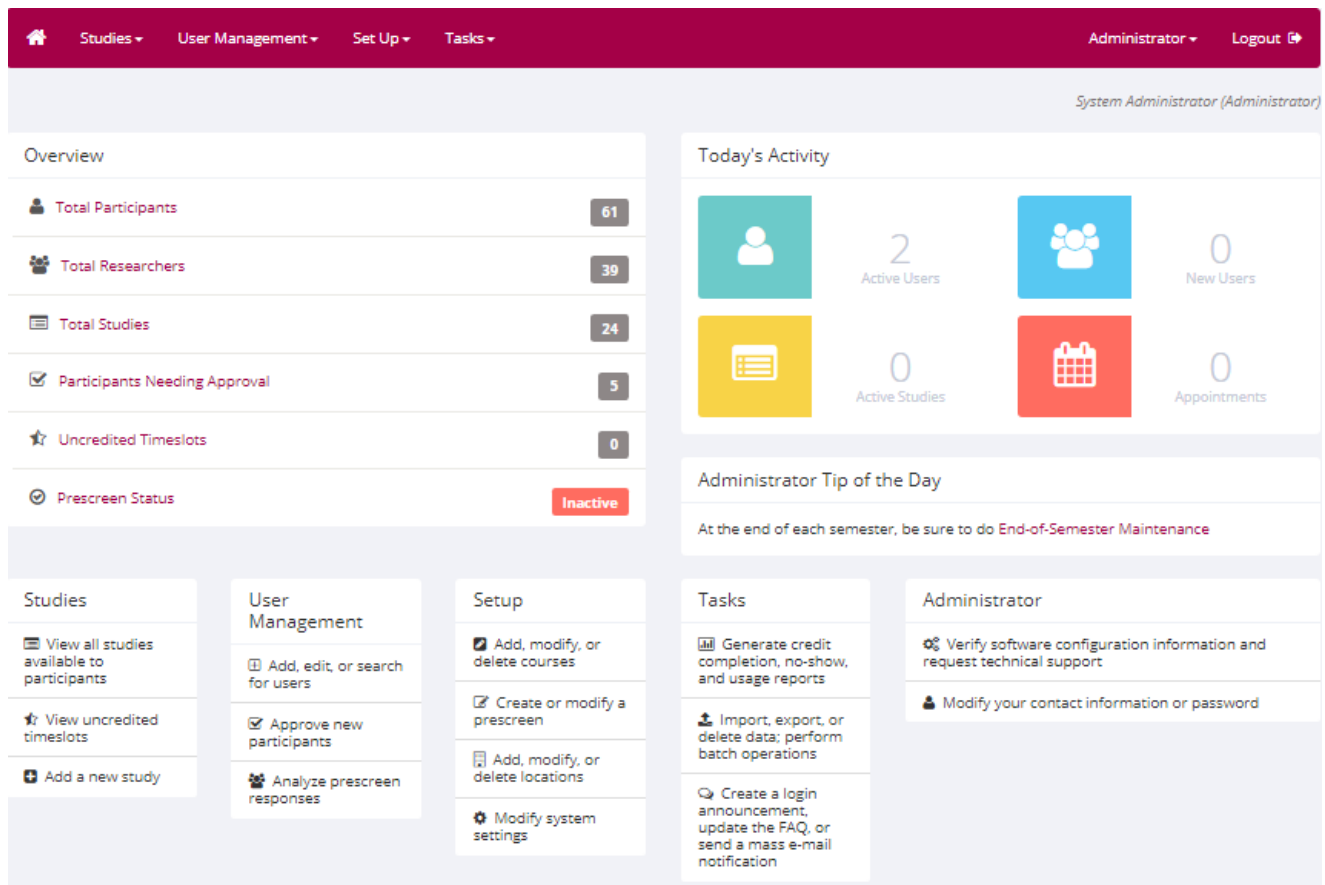 Studies
User Management
Set Up
Tasks
Administrator
Logout
System Administrator (Administrator)
Overview
Total Participants
61
Total Researchers
39
Total Studies
24
Participants Needing Approval
5
Uncredited Timeslots
0
Prescreen Status
Inactive
Today's Activity
2
Active Users
0
New Users
0
Active Studies
0
Appointments
Administrator Tip of the Day
At the end of each semester, be sure to do End-of-Semester Maintenance
Studies
View all studies
available to
participants
View uncredited
timeslots
Add a new study
User
Management
Add, edit, or search
for users
Approve new
participants
Analyze prescreen
responses
Setup
Add, modify, or
delete courses
Create or modify a
prescreen
Add, modify, or
delete locations
Modify system
settings
Tasks
Generate credit
completion, no-show,
and usage reports
Import, export, or
delete data; perform
batch operations
Create a login
announcement,
update the FAQ, or
send a mass e-mail
notification
Administrator
Verify software configuration information and
request technical support
Modify your contact information or password